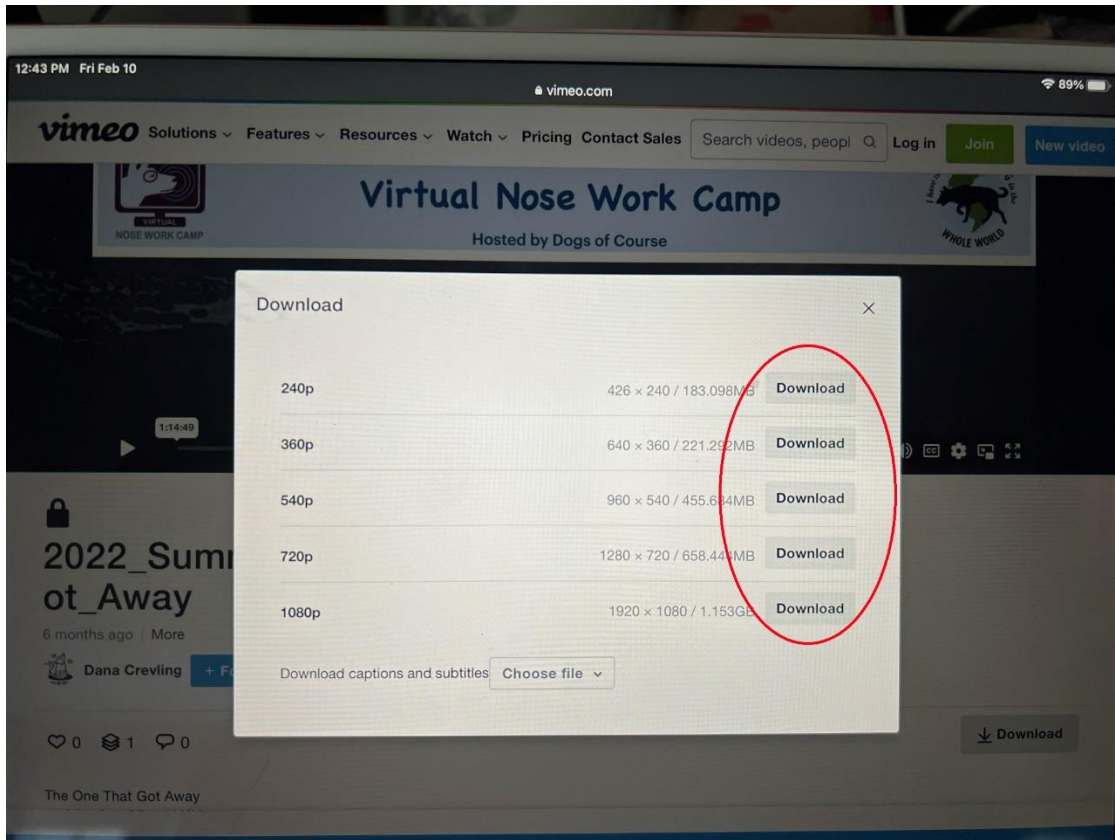 12:43 PM Fri Feb 10
vimeo.com
89%
vimeo Solutions Features Resources Watch Pricing Contact Sales Search videos, peopl Log in Join New video
Virtual Nose Work Camp
Hosted by Dogs of Course
VIRTUAL
NOSE WORK CAMP
WHOLE WORLD
Download
240p 426 × 240 / 183.098MB Download
360p 640 × 360 / 221.292MB Download
540p 960 × 540 / 455.634MB Download
720p 1280 × 720 / 658.444MB Download
1080p 1920 × 1080 / 1.153GB Download
Download captions and subtitles Choose file
1:14:49
CC
2022_Summ
ot_Away
6 months ago | More
Dana Crevling + Fo
0 1 0
Download
The One That Got Away